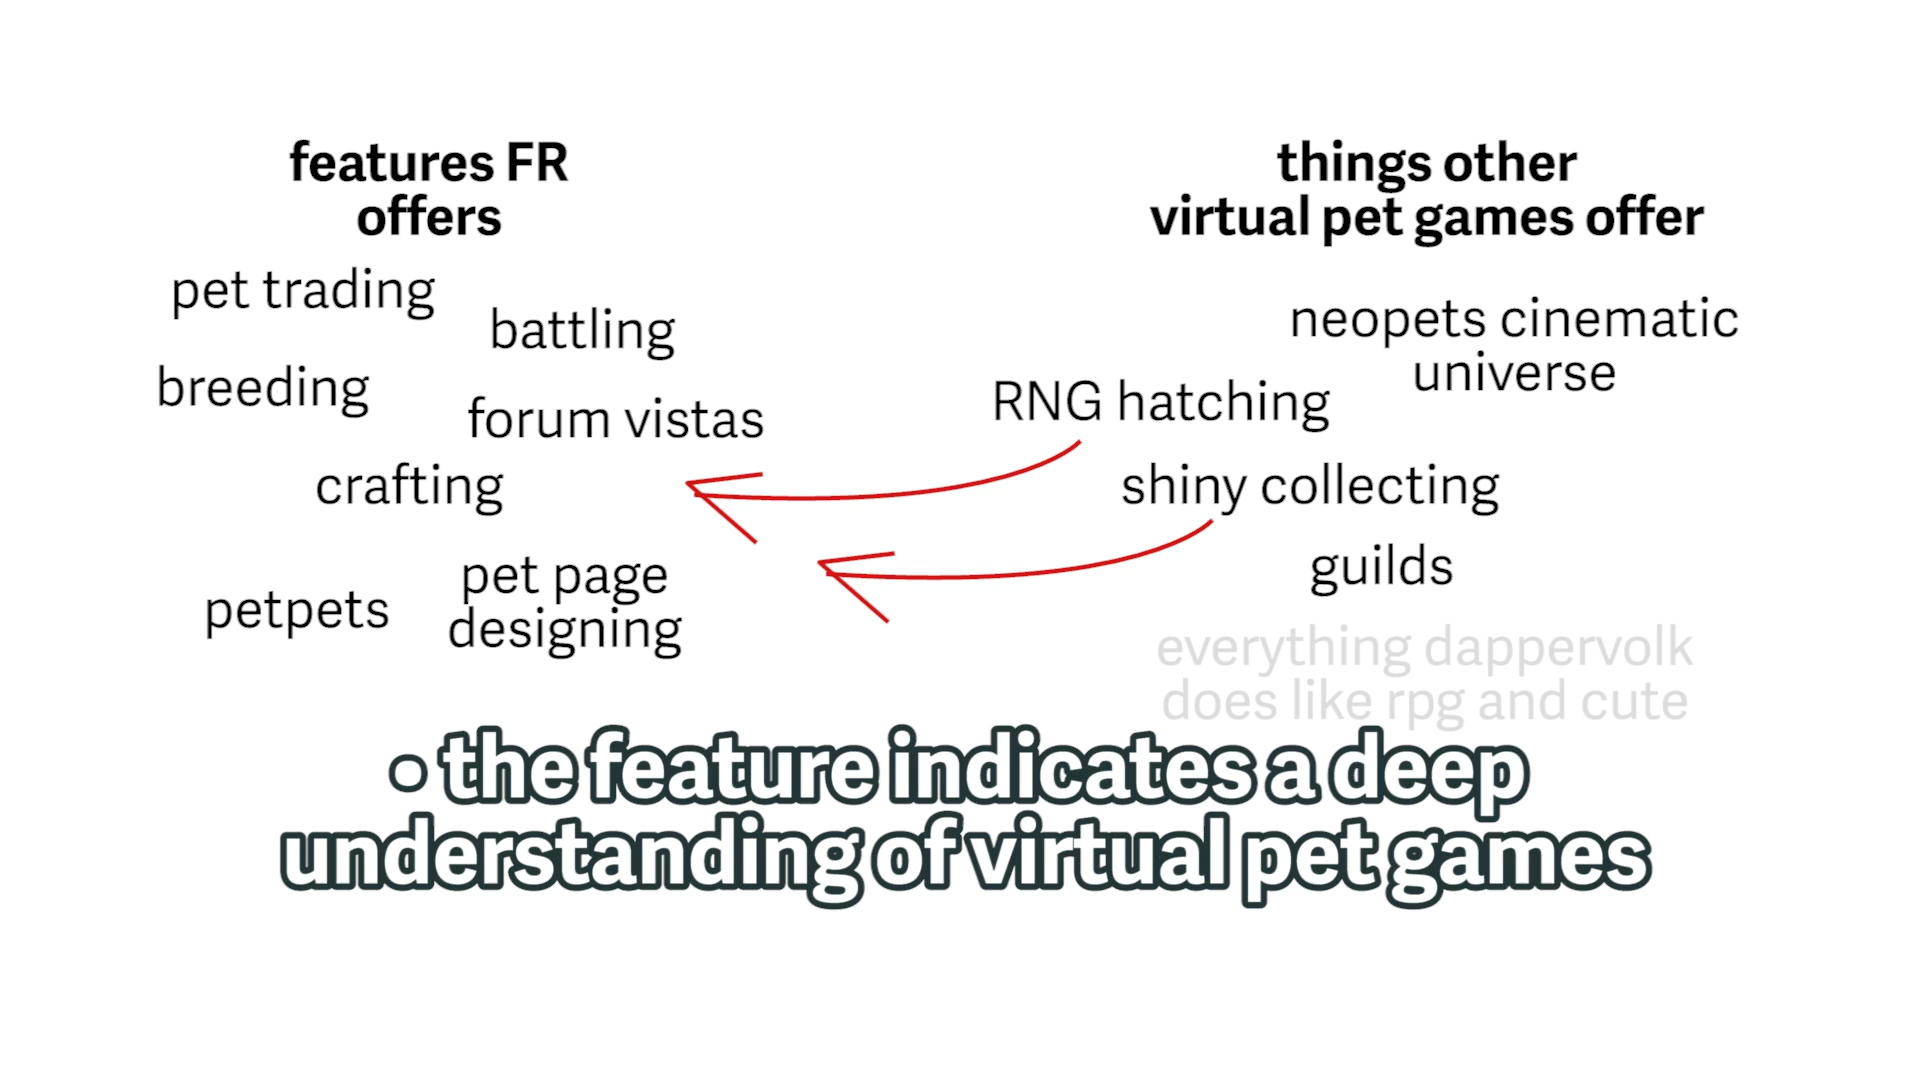 features FR
offers
pet trading
battling
breeding
forum vistas
crafting
petpets
pet page
designing
things other
virtual pet games offer
neopets cinematic
universe
RNG hatching
shiny collecting
guilds
everything dappervolk
does like rpg and cute
• the feature indicates a deep
understanding of virtual pet games